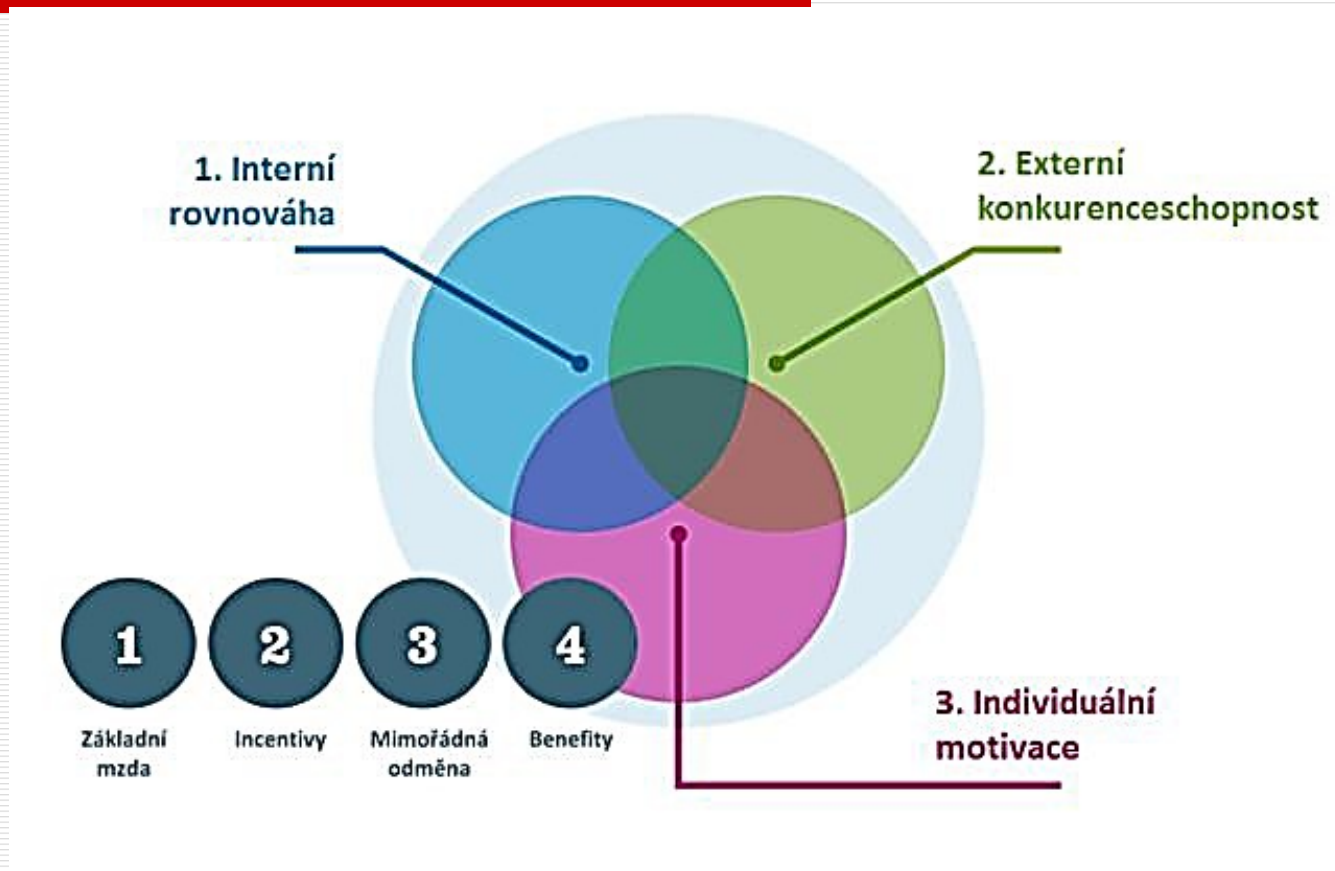 1. Interní
rovnováha
2. Externí
konkurenceschopnost
1
2
3
4
Základní
mzda
Incentivy
Mimořádná
odměna
Benefity
3. Individuální
motivace